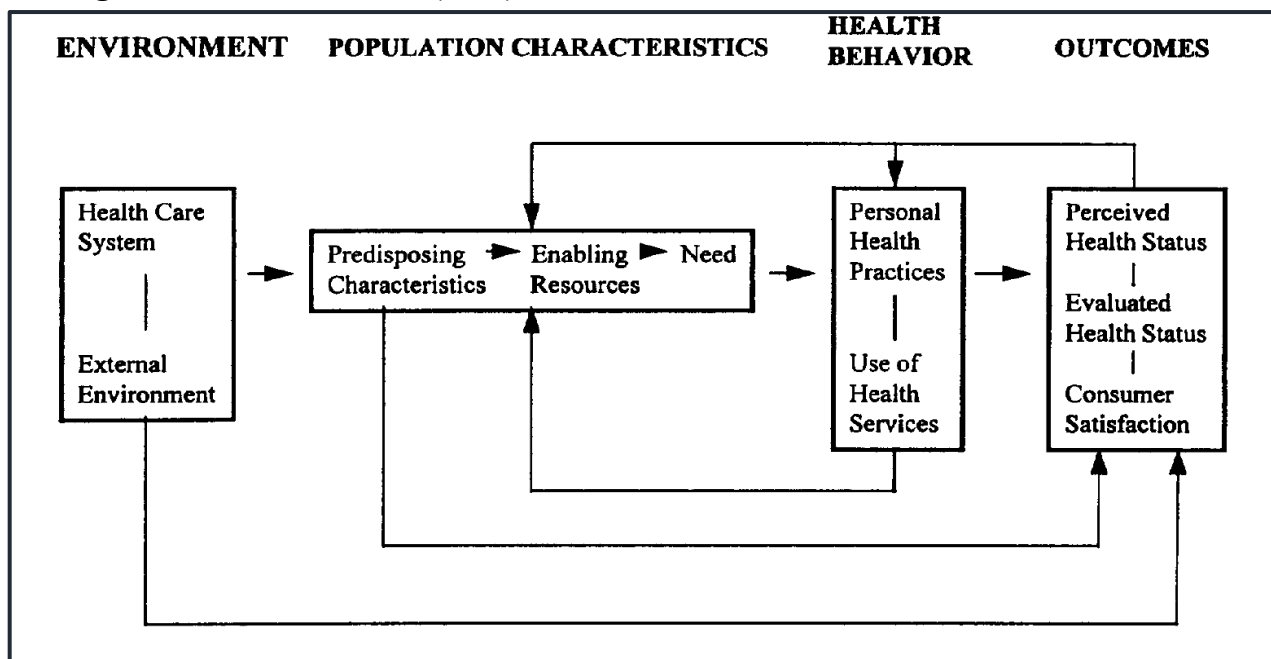 ENVIRONMENT
POPULATION CHARACTERISTICS
HEALTH
BEHAVIOR
OUTCOMES
Health Care
System
External
Environment
Predisposing
Characteristics
Enabling
Resources
Need
Personal
Health
Practices
Use of
Health
Services
Perceived
Health Status
Evaluated
Health Status
Consumer
Satisfaction